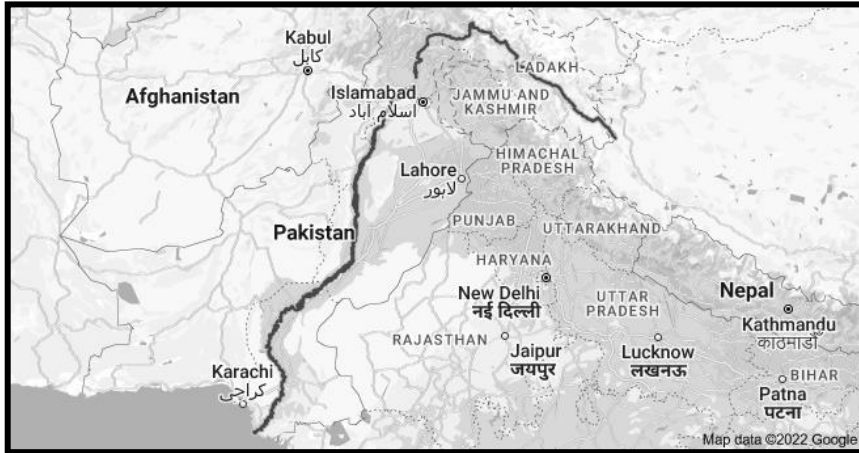 Kabul
کابل
Afghanistan
LADAKH
Islamabad
اسلام آباد
JAMMU AND
KASHMIR
HIMACHAL
PRADESH
Lahore
لاہور
PUNJAB
UTTARAKHAND
Pakistan
HARYANA
New Delhi
नई दिल्ली
UTTAR
PRADESH
Nepal
Kathmandu
काठमाडौं
RAJASTHAN
Jaipur
जयपुर
Lucknow
लखनऊ
BIHAR
Patna
पटना
Karachi
کراچی
Map data ©2022 Google